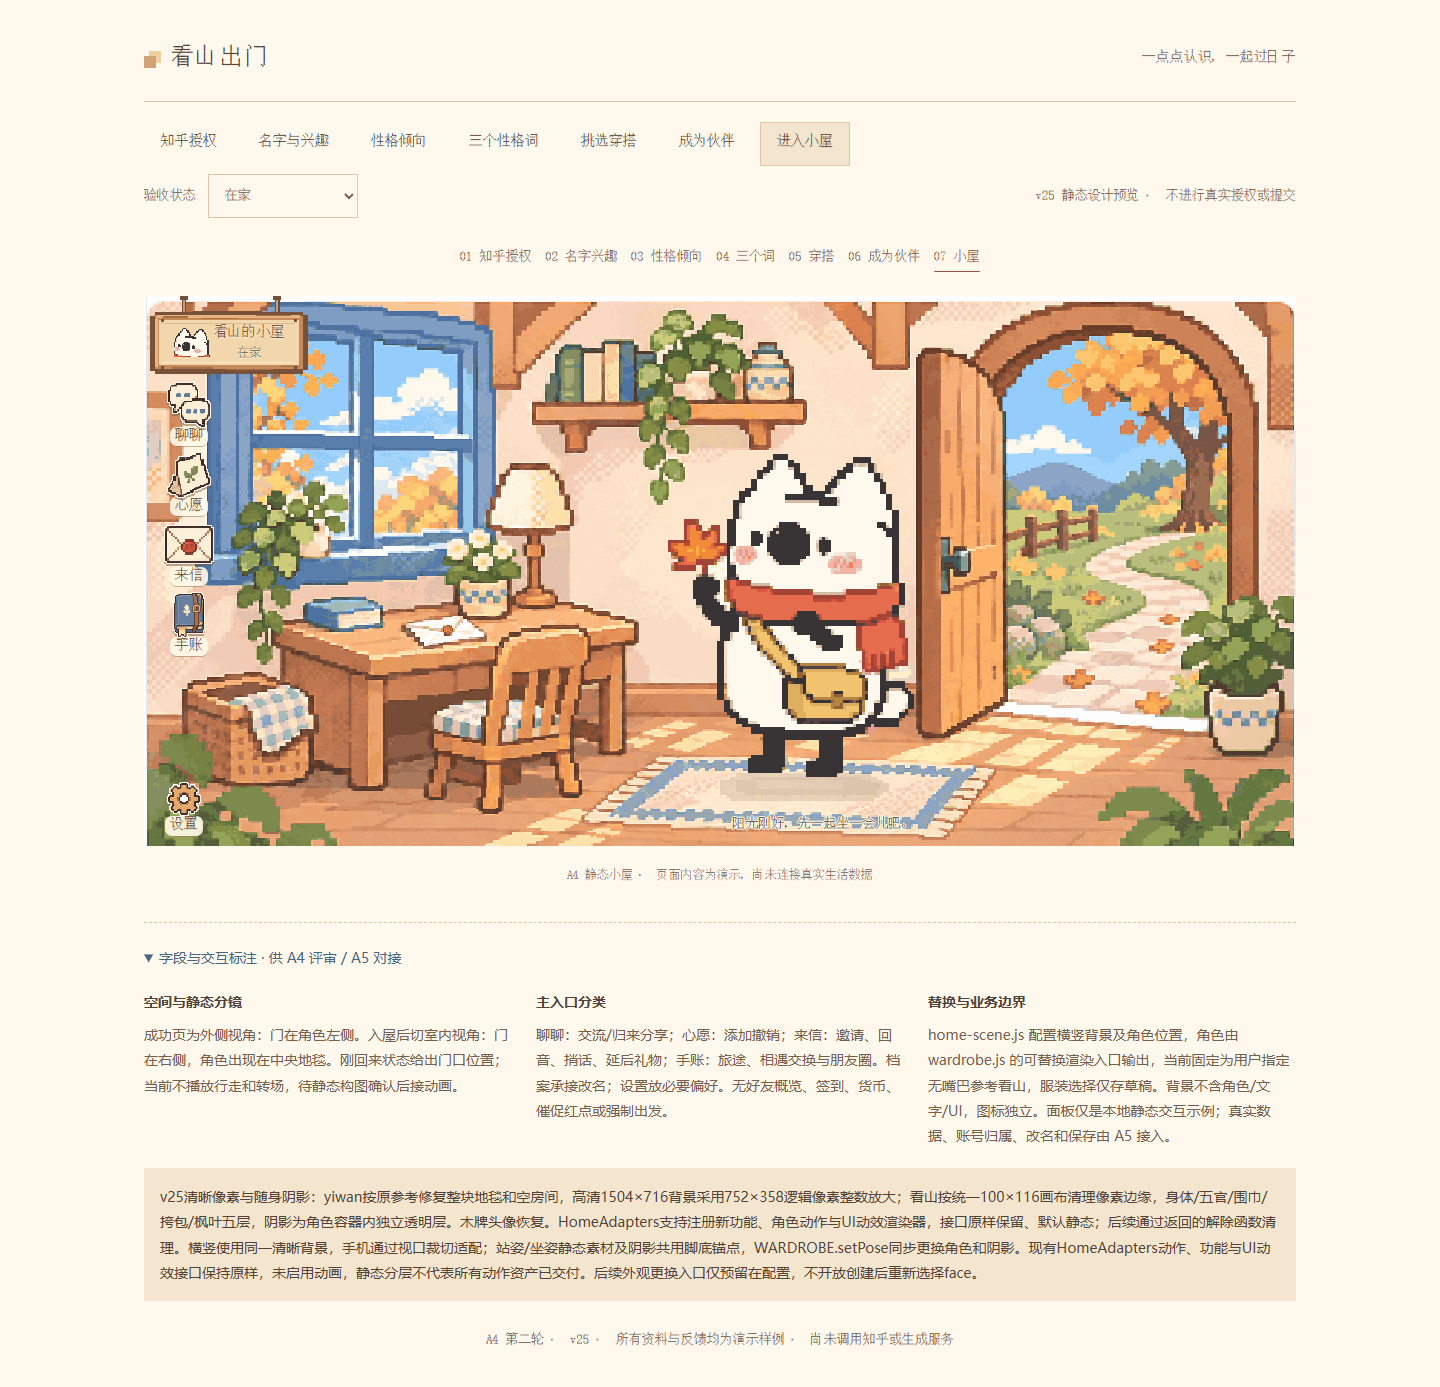 看山出门
一点点认识，一起过日子
知乎授权
名字与兴趣
性格倾向
三个性格词
挑选穿搭
成为伙伴
进入小屋
验收状态
在家
v25 静态设计预览 · 不进行真实授权或提交
01 知乎授权
02 名字兴趣
03 性格倾向
04 三个词
05 穿搭
06 成为伙伴
07 小屋
看山的小屋
在家
聊聊
心愿
来信
手账
设置
阳光刚好，先一起坐一会儿吧。
A4 静态小屋 · 页面内容为演示，尚未连接真实生活数据
▼ 字段与交互标注 · 供 A4 评审 / A5 对接
空间与静态分镜
成功页为外侧视角：门在角色左侧。入屋后切室内视角：门
在右侧，角色出现在中央地毯。刚回来状态给出门口位置；
当前不播放行走和转场，待静态构图确认后接动画。
主入口分类
聊聊：交流/归来分享；心愿：添加撤销；来信：邀请、回
音、捎话、延后礼物；手账：旅途、相遇交换与朋友圈。档
案承接改名；设置放必要偏好。无好友概览、签到、货币、
催促红点或强制出发。
替换与业务边界
home-scene.js 配置横竖背景及角色位置，角色由
wardrobe.js 的可替换渲染入口输出，当前固定为用户指定
无嘴巴参考看山，服装选择仅存草稿。背景不含角色/文
字/UI，图标独立。面板仅是本地静态交互示例；真实数
据、账号归属、改名和保存由 A5 接入。
v25清晰像素与随身阴影：yiwan按原参考修复整块地毯和空房间，高清1504×716背景采用752×358逻辑像素整数放大；看山按统一100×116画布清理像素边缘，身体/五官/围巾/
挎包/枫叶五层，阴影为角色容器内独立透明层。木牌头像恢复。HomeAdapters支持注册新功能、角色动作与UI动效渲染器，接口原样保留、默认静态；后续通过返回的解除函数清
理。横竖使用同一清晰背景，手机通过视口裁切适配；站姿/坐姿静态素材及阴影共用脚底锚点，WARDROBE.setPose同步更换角色和阴影。现有HomeAdapters动作、功能与UI动
效接口保持原样，未启用动画，静态分层不代表所有动作资产已交付。后续外观更换入口仅预留在配置，不开放创建后重新选择face。
A4 第二轮 · v25 · 所有资料与反馈均为演示样例 · 尚未调用知乎或生成服务